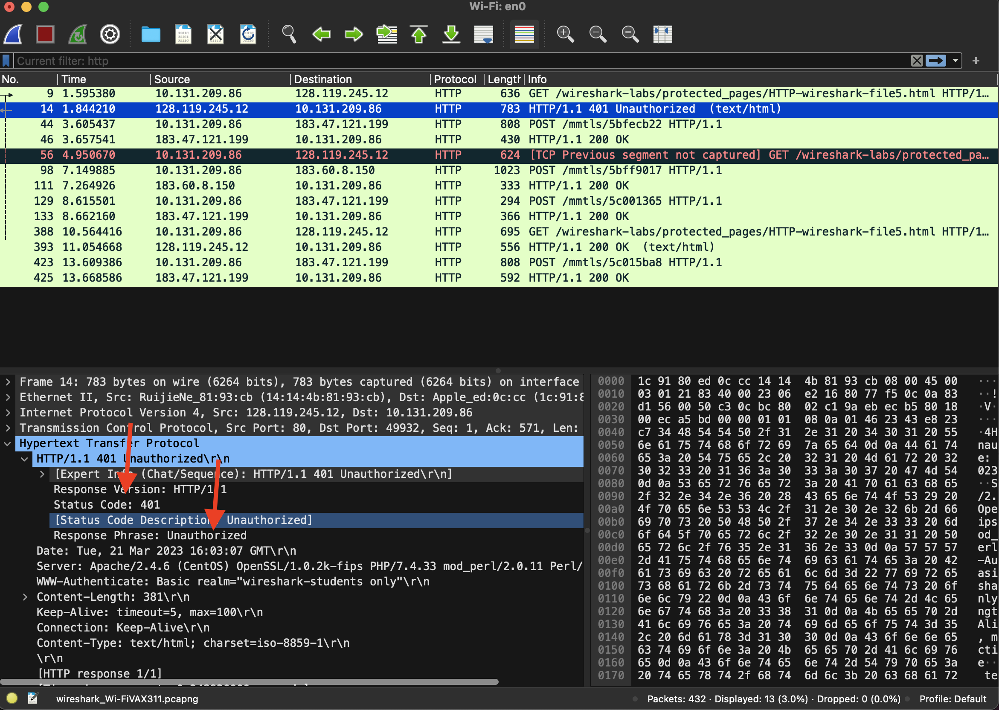 Wi-Fi: en0
Current filter: http
No. Time Source Destination Protocol Length Info
9 1.595380 10.131.209.86 128.119.245.12 HTTP 636 GET /wireshark-labs/protected_pages/HTTP-wireshark-file5.html HTTP/1…
14 1.844210 128.119.245.12 10.131.209.86 HTTP 783 HTTP/1.1 401 Unauthorized (text/html)
44 3.605437 10.131.209.86 183.47.121.199 HTTP 808 POST /mmtls/5bfecb22 HTTP/1.1
46 3.657541 183.47.121.199 10.131.209.86 HTTP 430 HTTP/1.1 200 OK
56 4.950670 10.131.209.86 128.119.245.12 HTTP 624 [TCP Previous segment not captured] GET /wireshark-labs/protected_pa…
98 7.149885 10.131.209.86 183.60.8.150 HTTP 1023 POST /mmtls/5bff9017 HTTP/1.1
111 7.264926 183.60.8.150 10.131.209.86 HTTP 333 HTTP/1.1 200 OK
129 8.615501 10.131.209.86 183.47.121.199 HTTP 294 POST /mmtls/5c001365 HTTP/1.1
133 8.662160 183.47.121.199 10.131.209.86 HTTP 366 HTTP/1.1 200 OK
388 10.564416 10.131.209.86 128.119.245.12 HTTP 695 GET /wireshark-labs/protected_pages/HTTP-wireshark-file5.html HTTP/1…
393 11.054668 128.119.245.12 10.131.209.86 HTTP 556 HTTP/1.1 200 OK (text/html)
423 13.609386 10.131.209.86 183.47.121.199 HTTP 808 POST /mmtls/5c015ba8 HTTP/1.1
425 13.668586 183.47.121.199 10.131.209.86 HTTP 592 HTTP/1.1 200 OK
Frame 14: 783 bytes on wire (6264 bits), 783 bytes captured (6264 bits) on interface
Ethernet II, Src: RuijieNe_81:93:cb (14:14:4b:81:93:cb), Dst: Apple_ed:0c:cc (1c:91:8
Internet Protocol Version 4, Src: 128.119.245.12, Dst: 10.131.209.86
Transmission Control Protocol, Src Port: 80, Dst Port: 49932, Seq: 1, Ack: 571, Len:
Hypertext Transfer Protocol
HTTP/1.1 401 Unauthorized\r\n
[Expert Info (Chat/Sequence): HTTP/1.1 401 Unauthorized\r\n]
Response Version: HTTP/1.1
Status Code: 401
[Status Code Description: Unauthorized]
Response Phrase: Unauthorized
Date: Tue, 21 Mar 2023 16:03:07 GMT\r\n
Server: Apache/2.4.6 (CentOS) OpenSSL/1.0.2k-fips PHP/7.4.33 mod_perl/2.0.11 Perl/
WWW-Authenticate: Basic realm="wireshark-students only"\r\n
Content-Length: 381\r\n
Keep-Alive: timeout=5, max=100\r\n
Connection: Keep-Alive\r\n
Content-Type: text/html; charset=iso-8859-1\r\n
\r\n
[HTTP response 1/1]
0000 1c 91 80 ed 0c cc 14 14 4b 81 93 cb 08 00 45 00 ···
0010 03 01 21 83 40 00 23 06 e2 16 80 77 f5 0c 0a 83 ··!
0020 d1 56 00 50 c3 0c bc 80 02 c1 9a eb ec b5 80 18 ·V·
0030 00 ec a5 bd 00 00 01 01 08 0a 01 46 23 43 e8 23 ····
0040 c7 34 48 54 54 50 2f 31 2e 31 20 34 30 31 20 55 ·4H
0050 6e 61 75 74 68 6f 72 69 7a 65 64 0d 0a 44 61 74 nau
0060 65 3a 20 54 75 65 2c 20 32 31 20 4d 61 72 20 32 e:
0070 30 32 33 20 31 36 3a 30 33 3a 30 37 20 47 4d 54 023
0080 0d 0a 53 65 72 76 65 72 3a 20 41 70 61 63 68 65 ··S
0090 2f 32 2e 34 2e 36 20 28 43 65 6e 74 4f 53 29 20 /2.
00a0 4f 70 65 6e 53 53 4c 2f 31 2e 30 2e 32 6b 2d 66 Ope
00b0 69 70 73 20 50 48 50 2f 37 2e 34 2e 33 33 20 6d ips
00c0 6f 64 5f 70 65 72 6c 2f 32 2e 30 2e 31 31 20 50 od_
00d0 65 72 6c 2f 76 35 2e 31 36 2e 33 0d 0a 57 57 57 erl
00e0 2d 41 75 74 68 65 6e 74 69 63 61 74 65 3a 20 42 -Au
00f0 61 73 69 63 20 72 65 61 6c 6d 3d 22 77 69 72 65 asi
0100 73 68 61 72 6b 2d 73 74 75 64 65 6e 74 73 20 6f sha
0110 6e 6c 79 22 0d 0a 43 6f 6e 74 65 6e 74 2d 4c 65 nly
0120 6e 67 74 68 3a 20 33 38 31 0d 0a 4b 65 65 70 2d ngt
0130 41 6c 69 76 65 3a 20 74 69 6d 65 6f 75 74 3d 35 Ali
0140 2c 20 6d 61 78 3d 31 30 30 0d 0a 43 6f 6e 6e 65 , m
0150 63 74 69 6f 6e 3a 20 4b 65 65 70 2d 41 6c 69 76 cti
0160 65 0d 0a 43 6f 6e 74 65 6e 74 2d 54 79 70 65 3a e··
0170 20 74 65 78 74 2f 68 74 6d 6c 3b 20 63 68 61 72 te
wireshark_Wi-FiVAX311.pcapng
Packets: 432 · Displayed: 13 (3.0%) · Dropped: 0 (0.0%)
Profile: Default